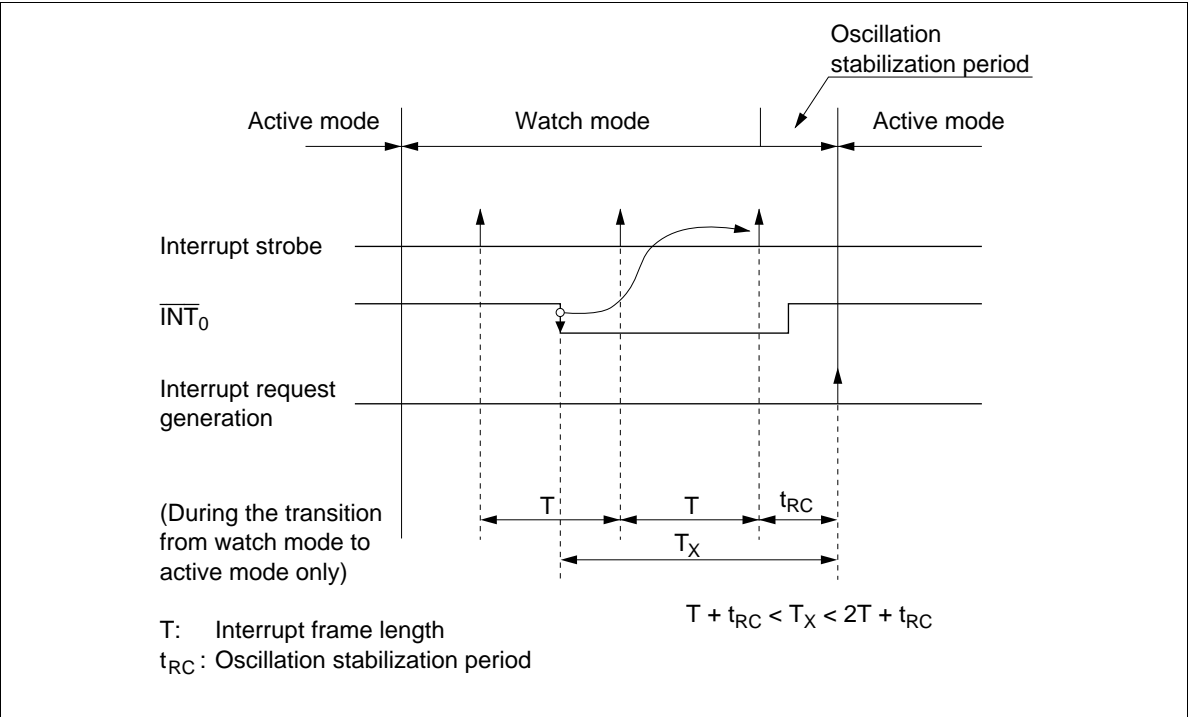 Oscillation
stabilization period
Active mode
Watch mode
Active mode
Interrupt strobe
INT0
Interrupt request
generation
T
T
tRC
(During the transition
from watch mode to
active mode only)
TX
T + tRC < TX < 2T + tRC
T: Interrupt frame length
tRC : Oscillation stabilization period